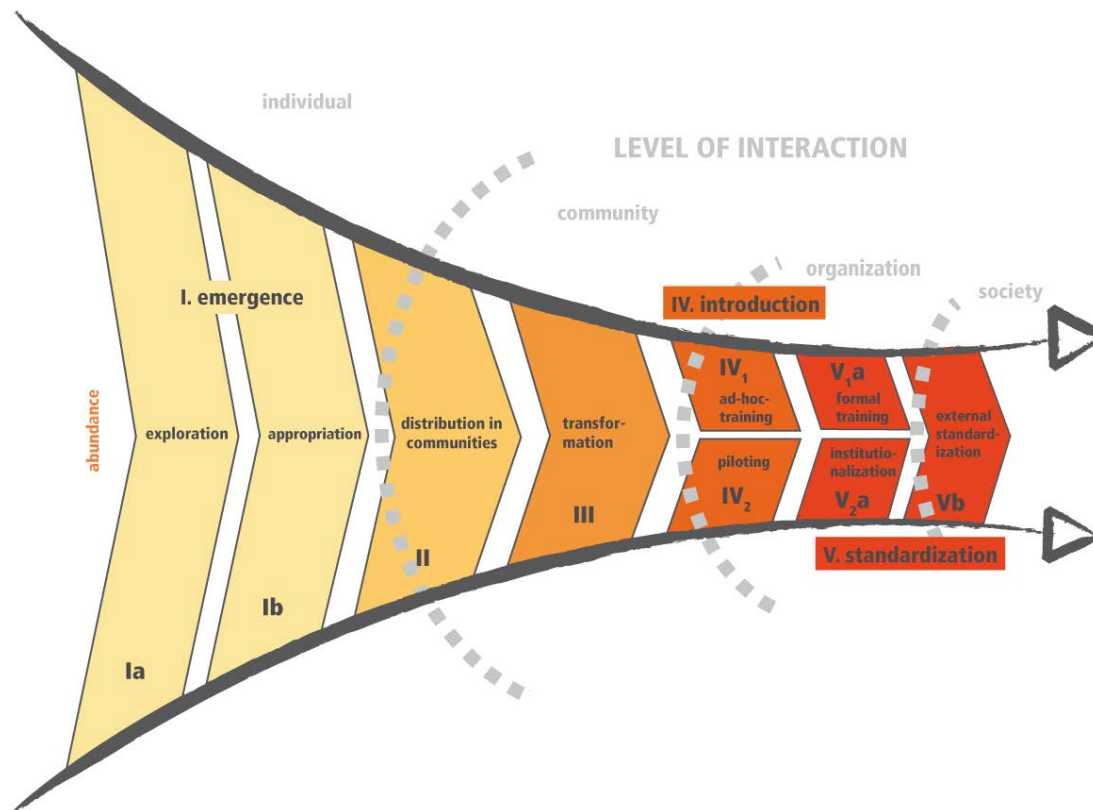 individual
LEVEL OF INTERACTION
community
organization
society
I. emergence
IV. introduction
abundance
exploration
appropriation
distribution in
communities
transfor-
mation
IV₁
ad-hoc-
training
V₁a
formal
training
external
standard-
ization
piloting
IV₂
institutio-
nalization
V₂a
Vb
III
II
Ib
Ia
V. standardization